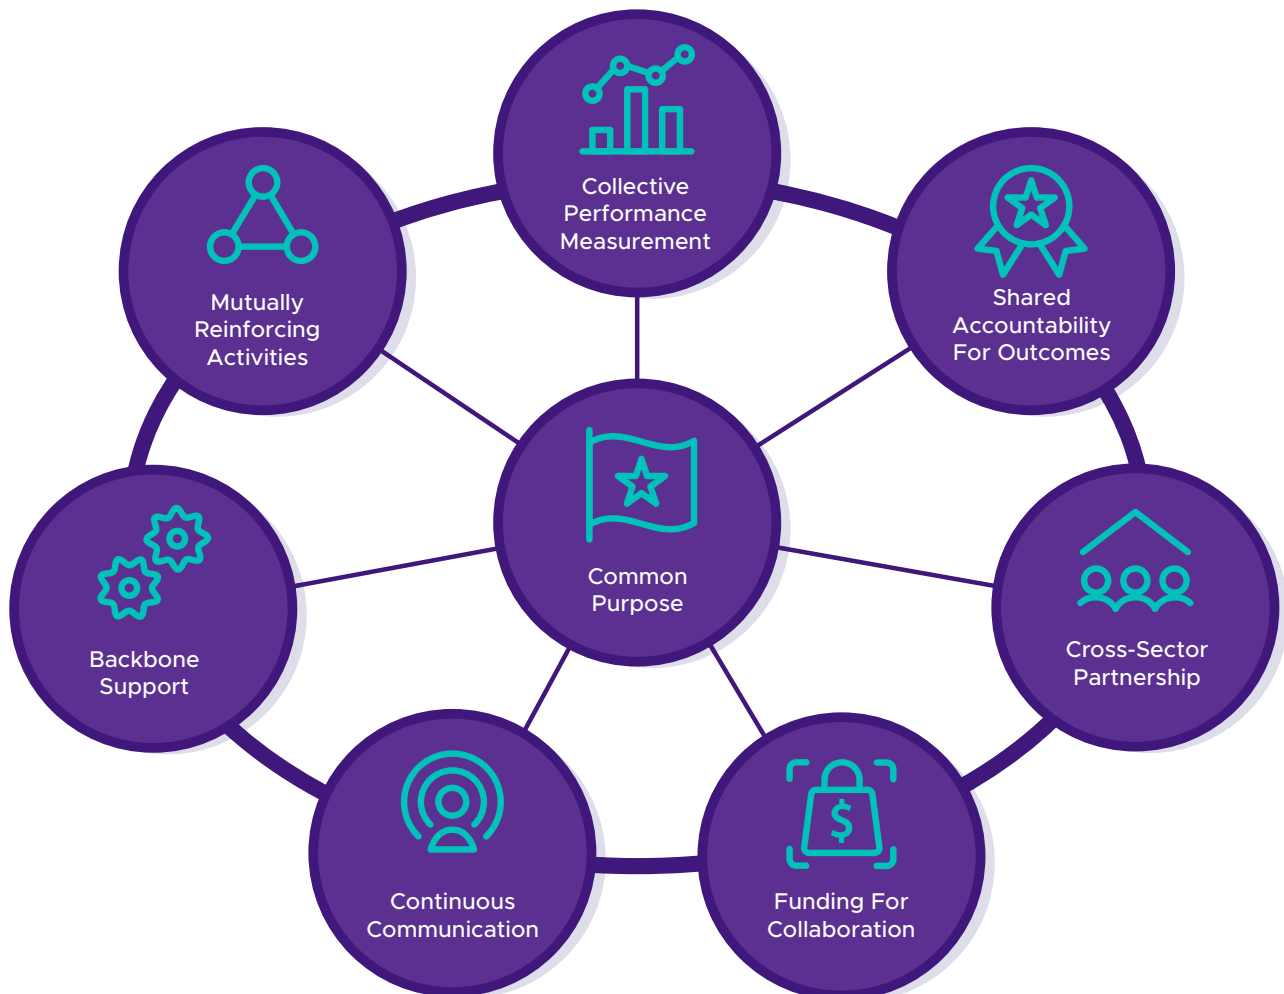 Collective
Performance
Measurement
Mutually
Reinforcing
Activities
Shared
Accountability
For Outcomes
Common
Purpose
Backbone
Support
Cross-Sector
Partnership
Continuous
Communication
$
Funding For
Collaboration